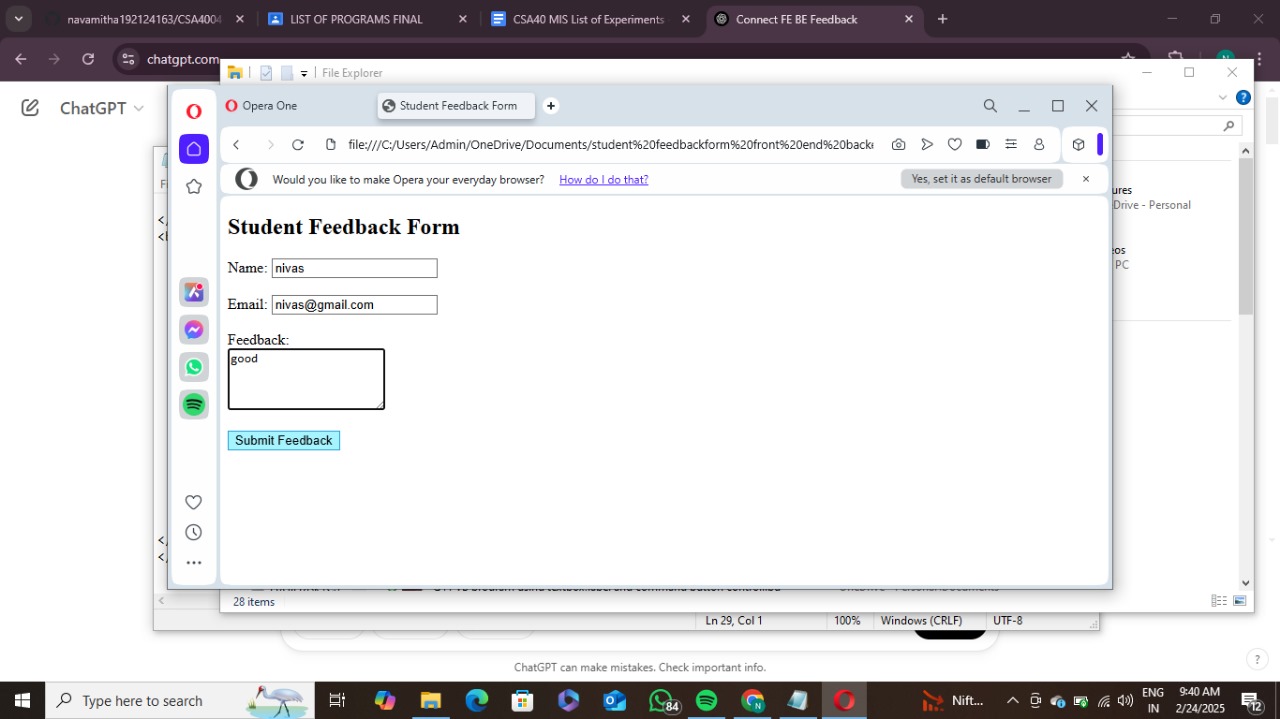 navamitha192124163/CSA4004
LIST OF PROGRAMS FINAL
CSA40 MIS List of Experiments
Connect FE BE Feedback
chatgpt.com
File Explorer
ChatGPT
Opera One
Student Feedback Form
file:///C:/Users/Admin/OneDrive/Documents/student%20feedbackform%20front%20end%20backe
Would you like to make Opera your everyday browser? How do I do that?
Yes, set it as default browser
ures
Drive - Personal
Student Feedback Form
Name: nivas
PC
Email: nivas@gmail.com
Feedback:
good
Submit Feedback
28 items
Ln 29, Col 1
100%
Windows (CRLF)
UTF-8
ChatGPT can make mistakes. Check important info.
Type here to search
84
Nift...
ENG
IN
9:40 AM
2/24/2025
12